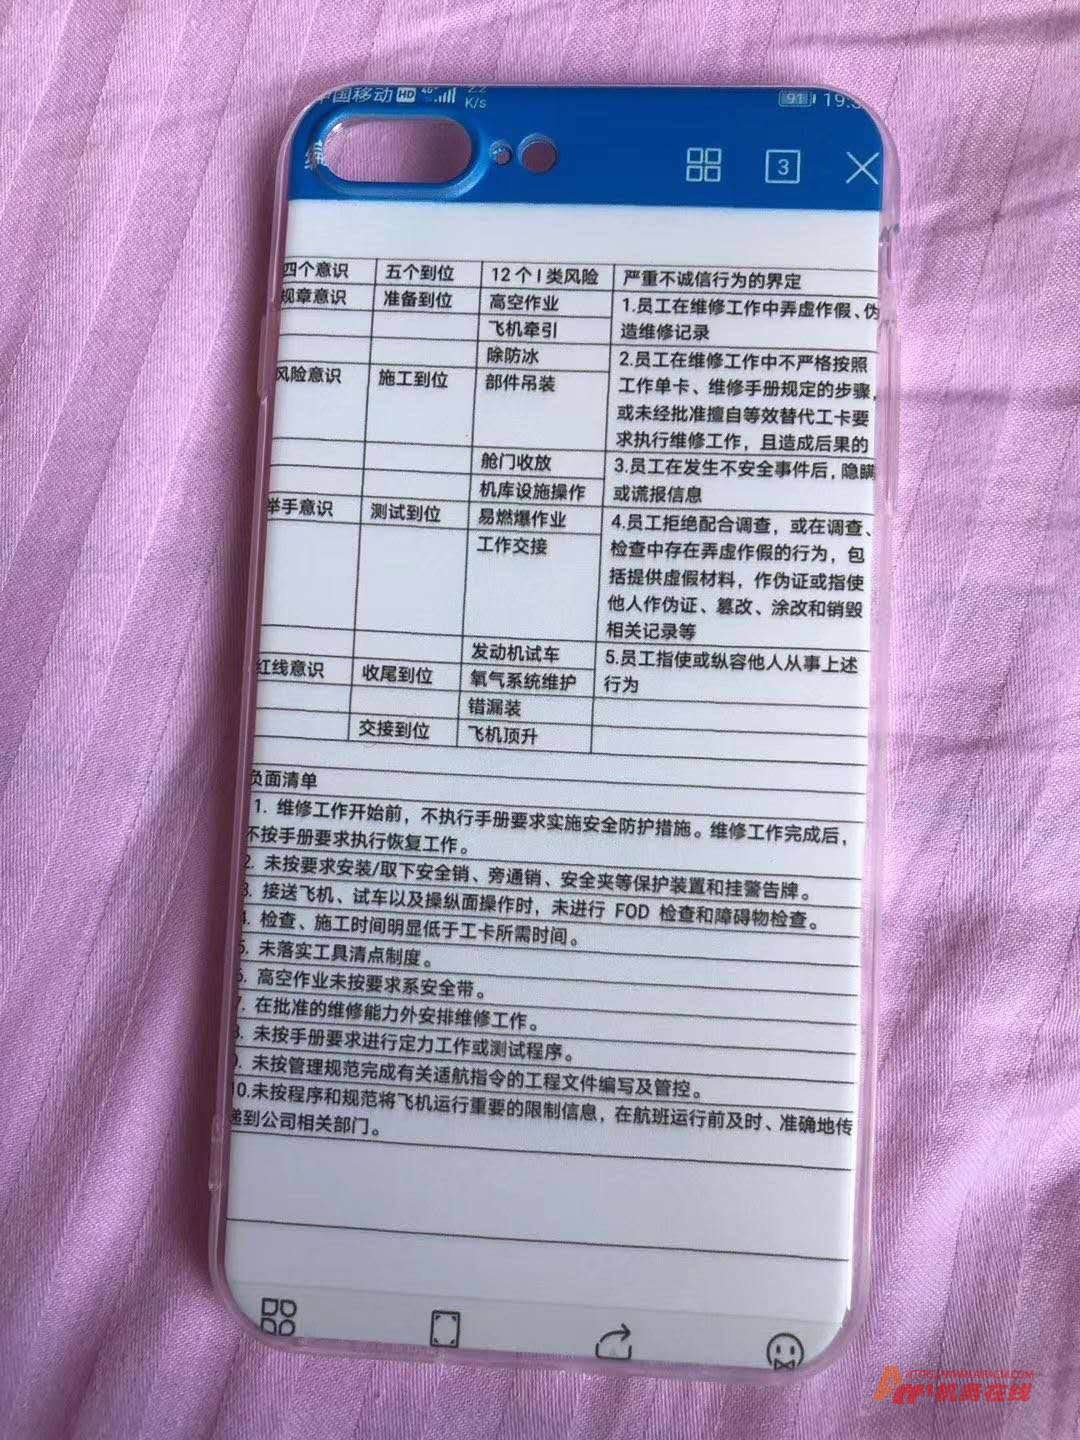 中国移动 HD 4G 2.2 K/s 91 19:3
编 3
四个意识 五个到位 12个I类风险 严重不诚信行为的界定
规章意识 准备到位 高空作业 1.员工在维修工作中弄虚作假、伪
飞机牵引 造维修记录
除防冰 2.员工在维修工作中不严格按照
风险意识 施工到位 部件吊装 工作单卡、维修手册规定的步骤,
或未经批准擅自等效替代工卡要
求执行维修工作，且造成后果的
舱门收放 3.员工在发生不安全事件后，隐瞒
机库设施操作 或谎报信息
举手意识 测试到位 易燃爆作业 4.员工拒绝配合调查，或在调查、
工作交接 检查中存在弄虚作假的行为，包
括提供虚假材料，作伪证或指使
他人作伪证、篡改、涂改和销毁
相关记录等
发动机试车 5.员工指使或纵容他人从事上述
红线意识 收尾到位 氧气系统维护 行为
错漏装
交接到位 飞机顶升
负面清单
1. 维修工作开始前，不执行手册要求实施安全防护措施。维修工作完成后，
不按手册要求执行恢复工作。
2. 未按要求安装/取下安全销、旁通销、安全夹等保护装置和挂警告牌。
3. 接送飞机、试车以及操纵面操作时，未进行 FOD 检查和障碍物检查。
4. 检查、施工时间明显低于工卡所需时间。
5. 未落实工具清点制度。
6. 高空作业未按要求系安全带。
7. 在批准的维修能力外安排维修工作。
8. 未按手册要求进行定力工作或测试程序。
9. 未按管理规范完成有关适航指令的工程文件编写及管控。
10.未按程序和规范将飞机运行重要的限制信息，在航班运行前及时、准确地传
递到公司相关部门。
机务在线